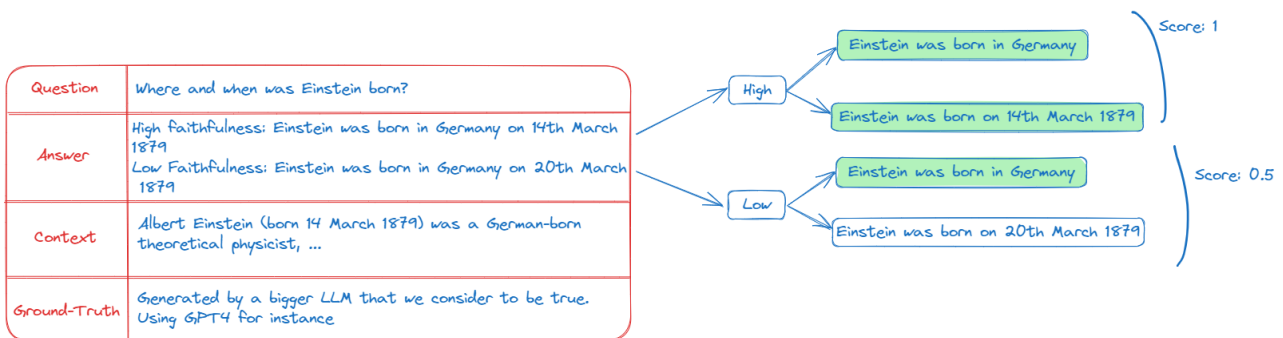 Question
Where and when was Einstein born?
Answer
High faithfulness: Einstein was born in Germany on 14th March
1879
Low Faithfulness: Einstein was born in Germany on 20th March
1879
Context
Albert Einstein (born 14 March 1879) was a German-born
theoretical physicist, ...
Ground-Truth
Generated by a bigger LLM that we consider to be true.
Using GPT4 for instance
High
Einstein was born in Germany
Einstein was born on 14th March 1879
Score: 1
Low
Einstein was born in Germany
Einstein was born on 20th March 1879
Score: 0.5